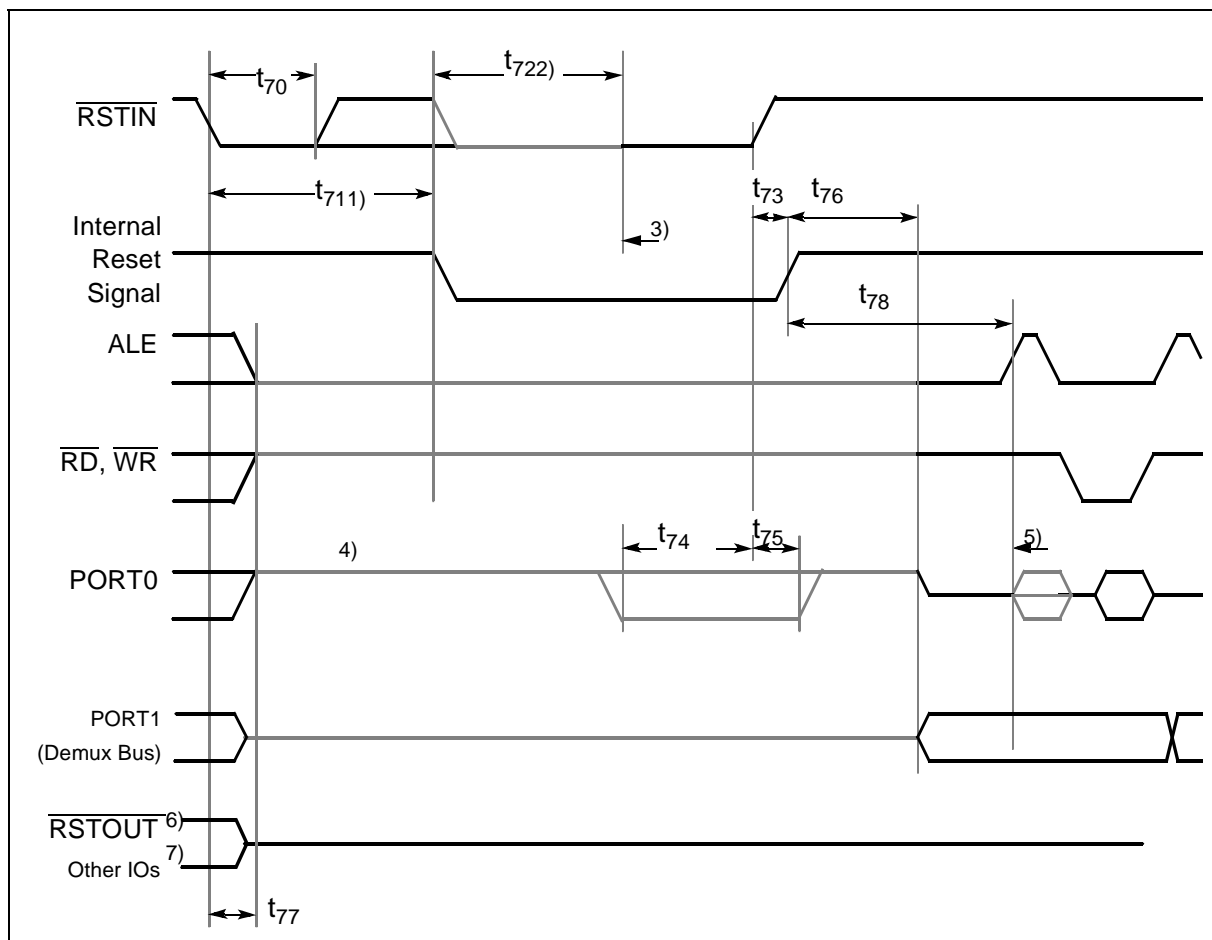 t70
t722)
RSTIN
t711)
t73
t76
Internal
Reset
Signal
3)
t78
ALE
RD, WR
t74
t75
4)
5)
PORT0
PORT1
(Demux Bus)
RSTOUT 6)
Other IOs 7)
t77